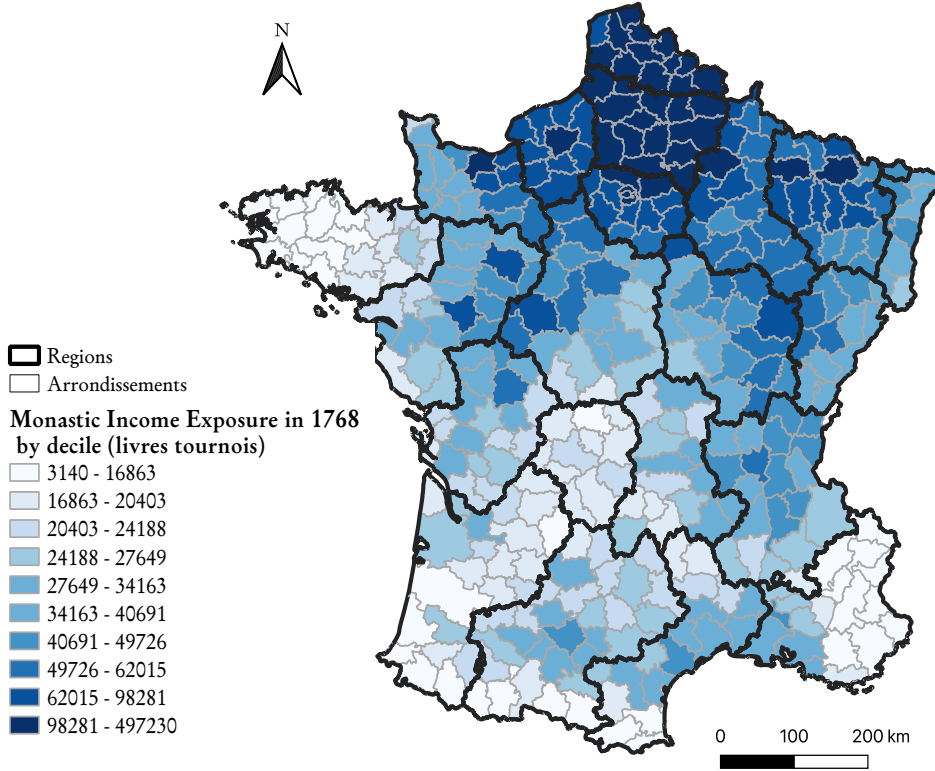 N
Regions
Arrondissements
Monastic Income Exposure in 1768
by decile (livres tournois)
3140 - 16863
16863 - 20403
20403 - 24188
24188 - 27649
27649 - 34163
34163 - 40691
40691 - 49726
49726 - 62015
62015 - 98281
98281 - 497230
0 100 200 km